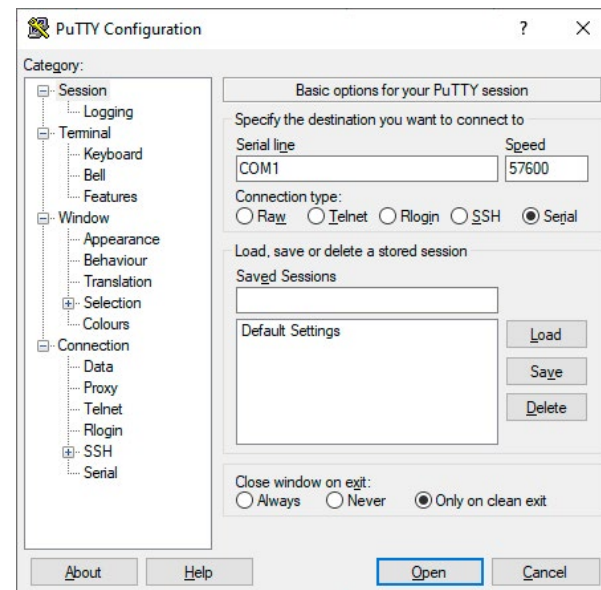 PuTTY Configuration
?
Category:
Session
Logging
Terminal
Keyboard
Bell
Features
Window
Appearance
Behaviour
Translation
Selection
Colours
Connection
Data
Proxy
Telnet
Rlogin
SSH
Serial
Basic options for your PuTTY session
Specify the destination you want to connect to
Serial line Speed
COM1 57600
Connection type:
Raw Telnet Rlogin SSH Serial
Load, save or delete a stored session
Saved Sessions
Default Settings
Load
Save
Delete
Close window on exit:
Always Never Only on clean exit
About Help Open Cancel